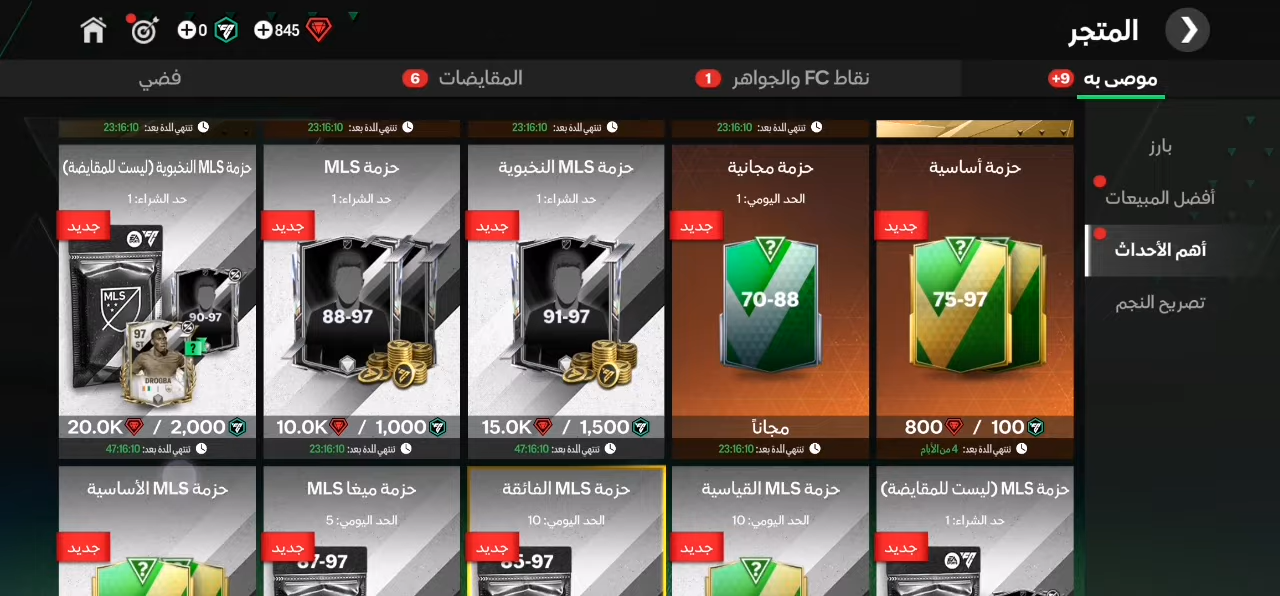 المتجر
0
845
موصى به
+9
نقاط FC والجواهر
1
المقايضات
6
فضي
بارز
أفضل المبيعات
أهم الأحداث
تصريح النجم
تنتهي المدة بعد: 23:16:10
تنتهي المدة بعد: 23:16:10
تنتهي المدة بعد: 23:16:10
تنتهي المدة بعد: 23:16:10
حزمة أساسية
جديد
75-97
800 / 100
تنتهي المدة بعد: 4 من الأيام
حزمة مجانية
الحد اليومي: 1
جديد
70-88
مجاناً
تنتهي المدة بعد: 23:16:10
حزمة MLS النخبوية
حد الشراء: 1
جديد
91-97
15.0K / 1,500
تنتهي المدة بعد: 47:16:10
حزمة MLS
حد الشراء: 1
جديد
88-97
10.0K / 1,000
تنتهي المدة بعد: 23:16:10
حزمة MLS النخبوية (ليست للمقايضة)
حد الشراء: 1
جديد
MLS
90-97
97
ST
DROGBA
20.0K / 2,000
تنتهي المدة بعد: 47:16:10
حزمة MLS (ليست للمقايضة)
حد الشراء: 1
جديد
حزمة MLS القياسية
الحد اليومي: 10
جديد
حزمة MLS الفائقة
الحد اليومي: 10
جديد
85-97
حزمة ميغا MLS
الحد اليومي: 5
جديد
87-97
حزمة MLS الأساسية
جديد